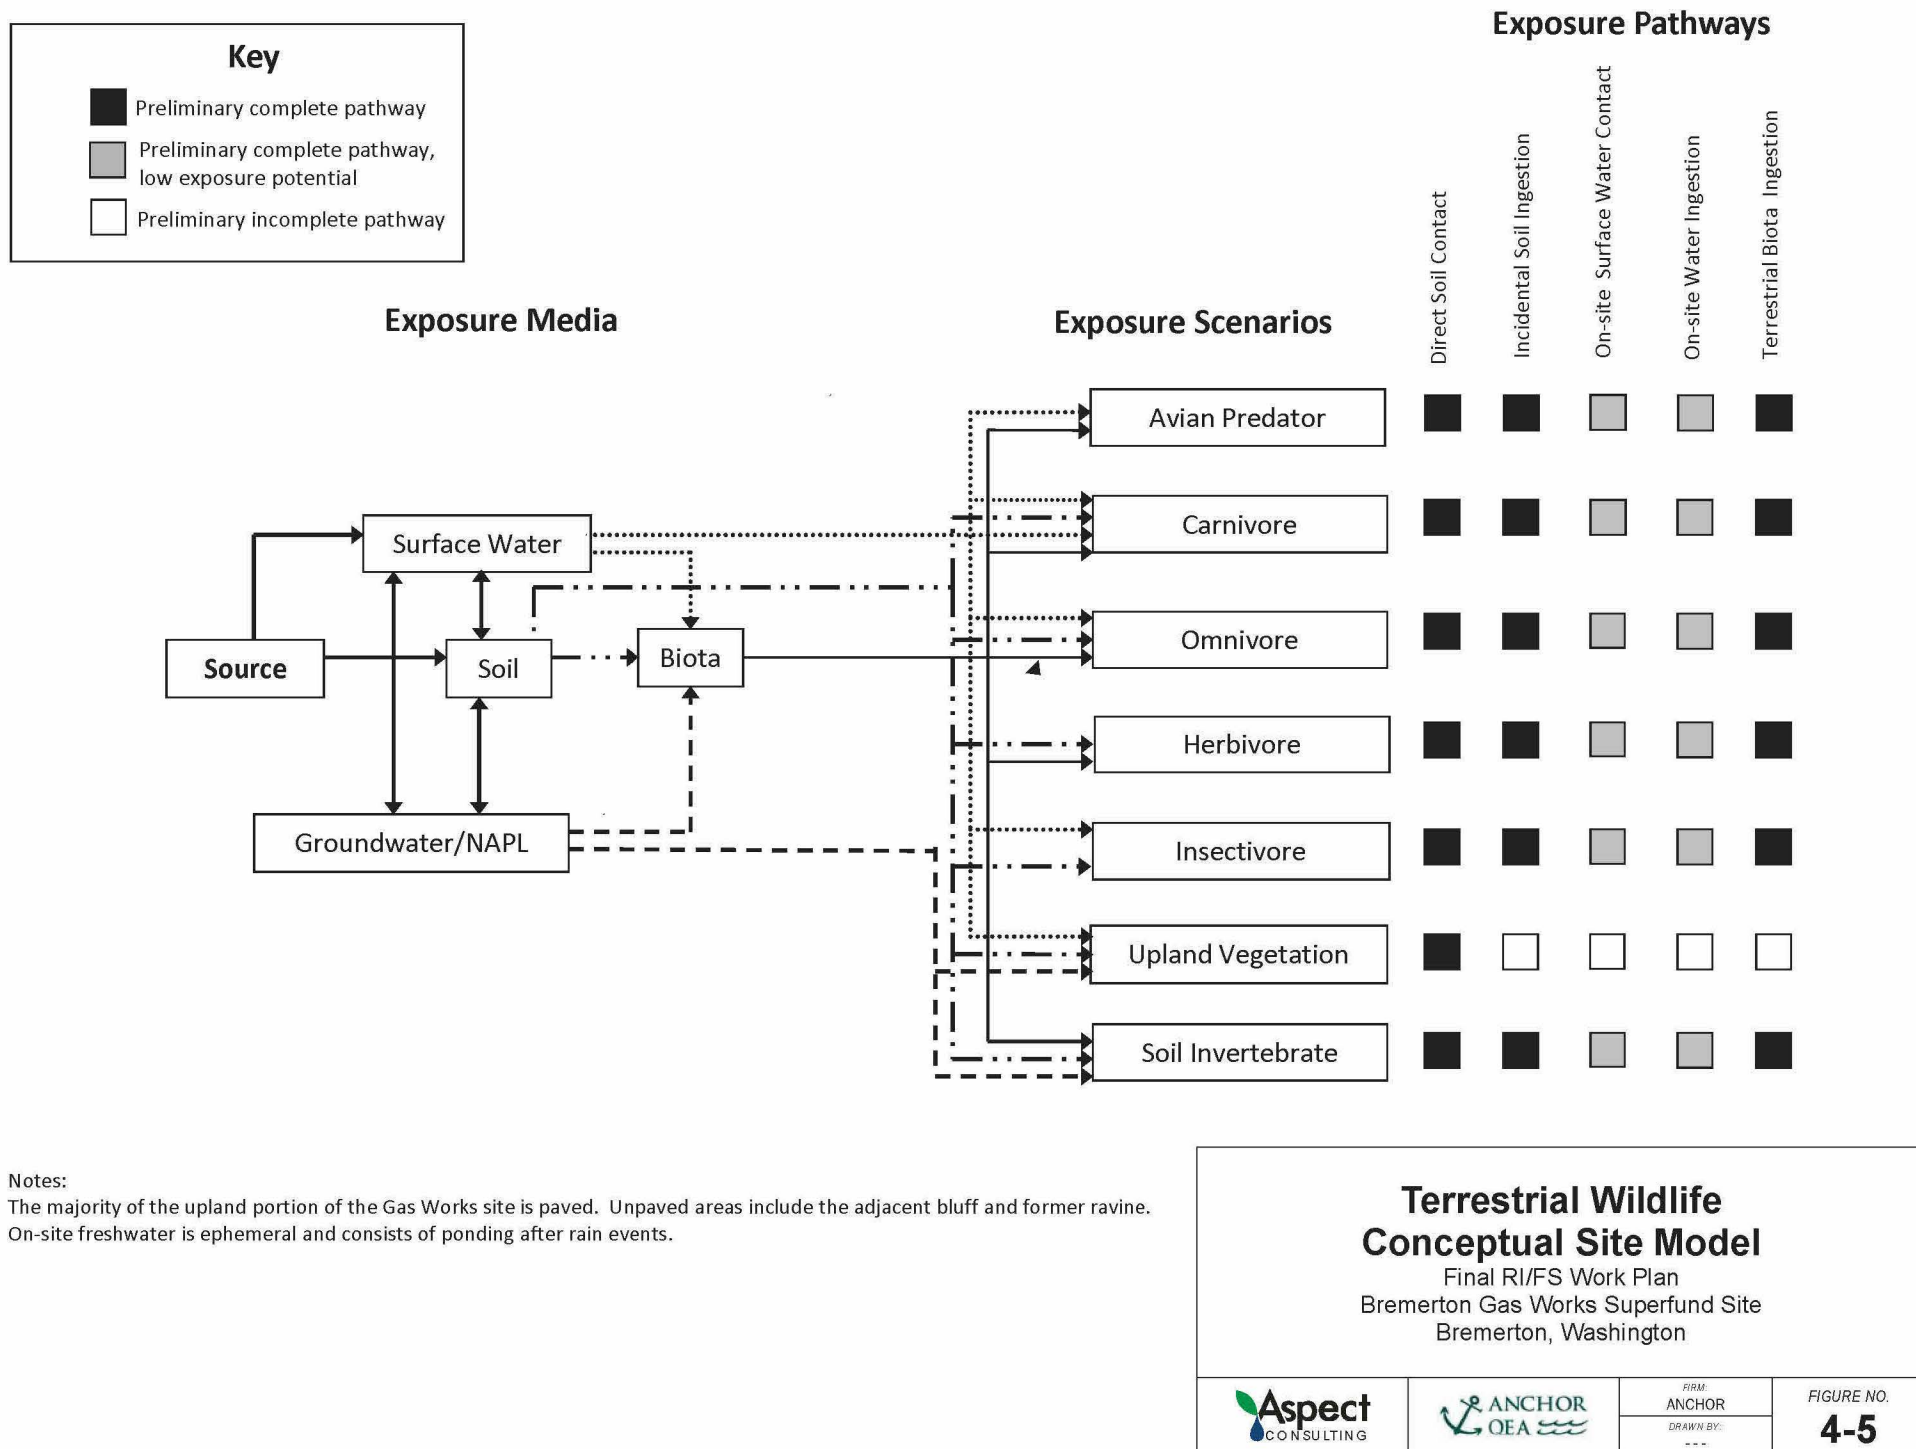 Key
Preliminary complete pathway
Preliminary complete pathway,
low exposure potential
Preliminary incomplete pathway
Exposure Pathways
Direct Soil Contact
Incidental Soil Ingestion
On-site Surface Water Contact
On-site Water Ingestion
Terrestrial Biota Ingestion
Exposure Media
Exposure Scenarios
Avian Predator
Carnivore
Surface Water
Omnivore
Source
Soil
Biota
Herbivore
Groundwater/NAPL
Insectivore
Upland Vegetation
Soil Invertebrate
Notes:
The majority of the upland portion of the Gas Works site is paved. Unpaved areas include the adjacent bluff and former ravine.
On-site freshwater is ephemeral and consists of ponding after rain events.
Terrestrial Wildlife
Conceptual Site Model
Final RI/FS Work Plan
Bremerton Gas Works Superfund Site
Bremerton, Washington
Aspect
CONSULTING
ANCHOR
QEA
FIRM:
ANCHOR
DRAWN BY:
---
FIGURE NO.
4-5